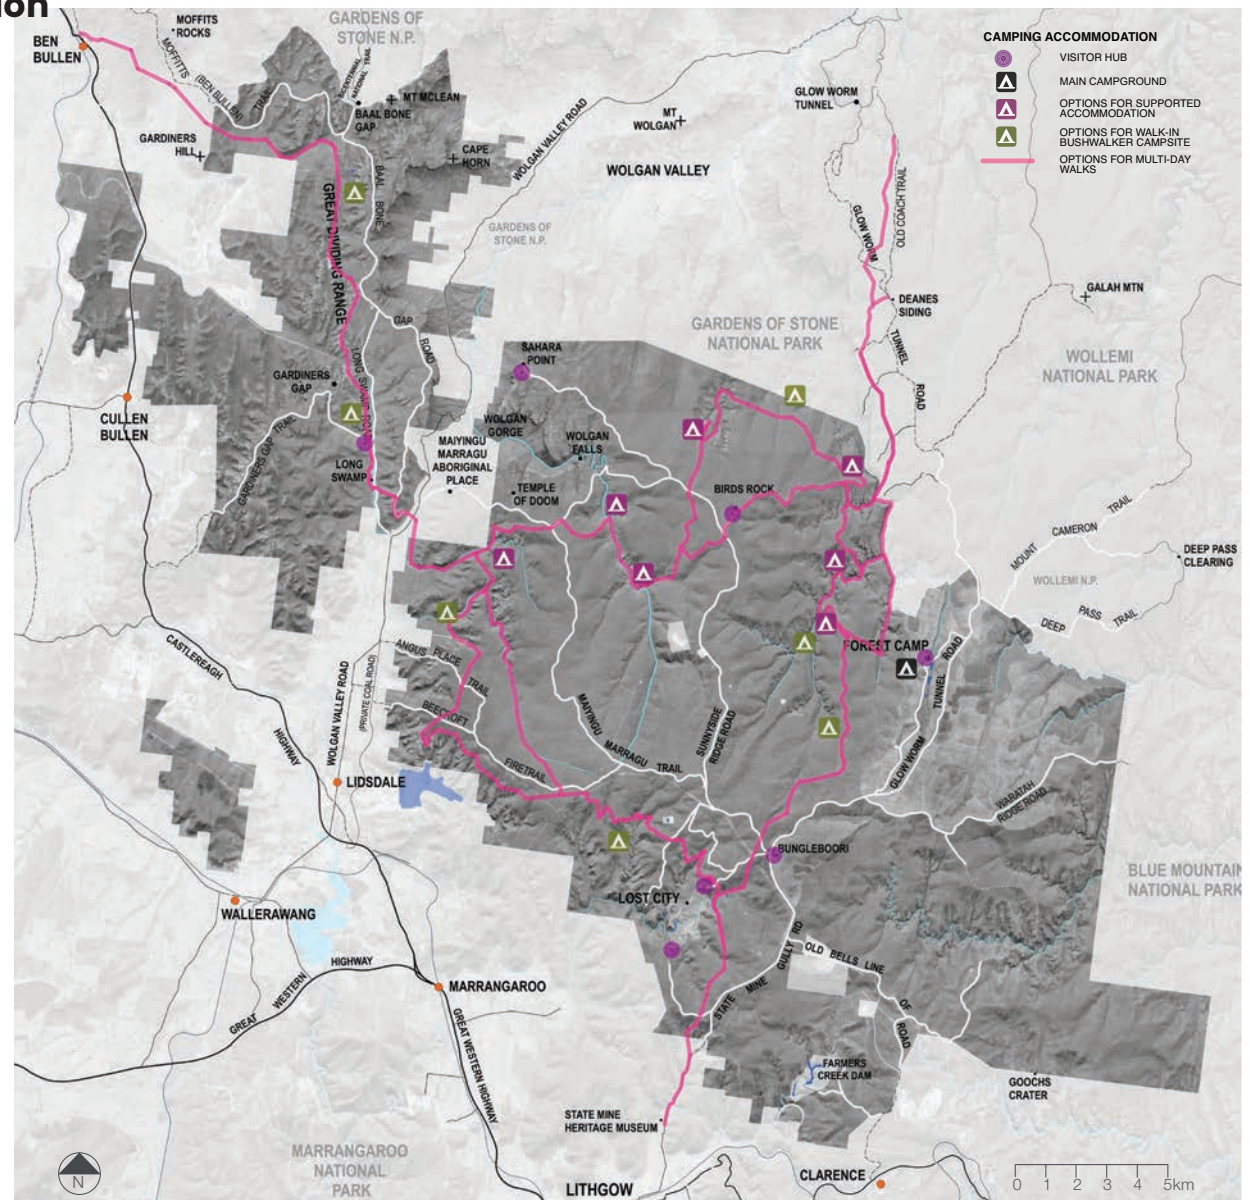 ion
MOFFITS
ROCKS
GARDENS OF
STONE N.P.
BEN
BULLEN
MOFFITTS
(BEN BULLEN)
TRAIL
BICENTENNIAL
NATIONAL TRAIL
MT MCLEAN
BAAL BONE
GAP
GARDINERS
HILL
CAPE
HORN
WOLGAN VALLEY ROAD
MT
WOLGAN
GLOW WORM
TUNNEL
WOLGAN VALLEY
CAMPING ACCOMMODATION
VISITOR HUB
MAIN CAMPGROUND
OPTIONS FOR SUPPORTED
ACCOMMODATION
OPTIONS FOR WALK-IN
BUSHWALKER CAMPSITE
OPTIONS FOR MULTI-DAY
WALKS
GREAT DIVIDING RANGE
BAAL BONE
GAP
ROAD
GARDENS OF
STONE N.P.
OLD COACH TRAIL
GLOW WORM
TUNNEL
ROAD
DEANES
SIDING
GALAH MTN
GARDENS OF STONE
NATIONAL PARK
WOLLEMI
NATIONAL PARK
SAHARA
POINT
GARDINERS
GAP
LONG SWAMP ROAD
CULLEN
BULLEN
GARDINERS GAP TRAIL
LONG
SWAMP
WOLGAN
GORGE
WOLGAN
FALLS
MAIYINGU
MARRAGU
ABORIGINAL
PLACE
TEMPLE
OF DOOM
BIRDS ROCK
MOUNT
CAMERON
TRAIL
DEEP PASS
CLEARING
WOLLEMI N.P.
DEEP
PASS
TRAIL
CASTLEREAGH
HIGHWAY
ANGUS PLACE
TRAIL
BEECROFT
FIRETRAIL
WOLGAN VALLEY ROAD
(PRIVATE COAL ROAD)
FOREST CAMP
GLOW WORM
TUNNEL
ROAD
MAIYINGU
MARRAGU
TRAIL
SUNNYSIDE
RIDGE ROAD
LIDSDALE
WARATAH
RIDGE ROAD
BUNGLEBOORI
BLUE MOUNTAIN
NATIONAL PARK
LOST CITY
WALLERAWANG
GREAT
WESTERN
HIGHWAY
MARRANGAROO
STATE
MINE
GULLY RD
OLD BELLS LINE
OF
ROAD
GREAT WESTERN HIGHWAY
FARMERS
CREEK DAM
GOOCHS
CRATER
STATE MINE
HERITAGE MUSEUM
MARRANGAROO
NATIONAL
PARK
LITHGOW
CLARENCE
N
0 1 2 3 4 5km